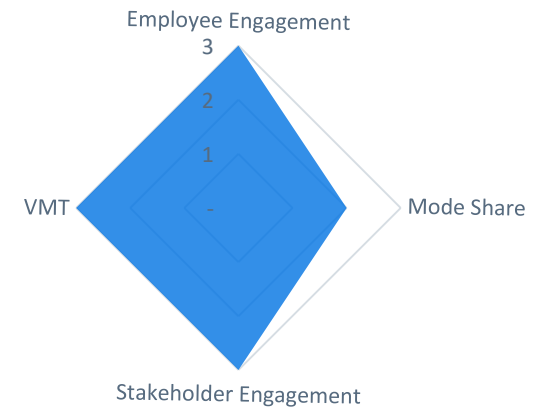 Employee Engagement
3
2
1
-
VMT
Mode Share
Stakeholder Engagement